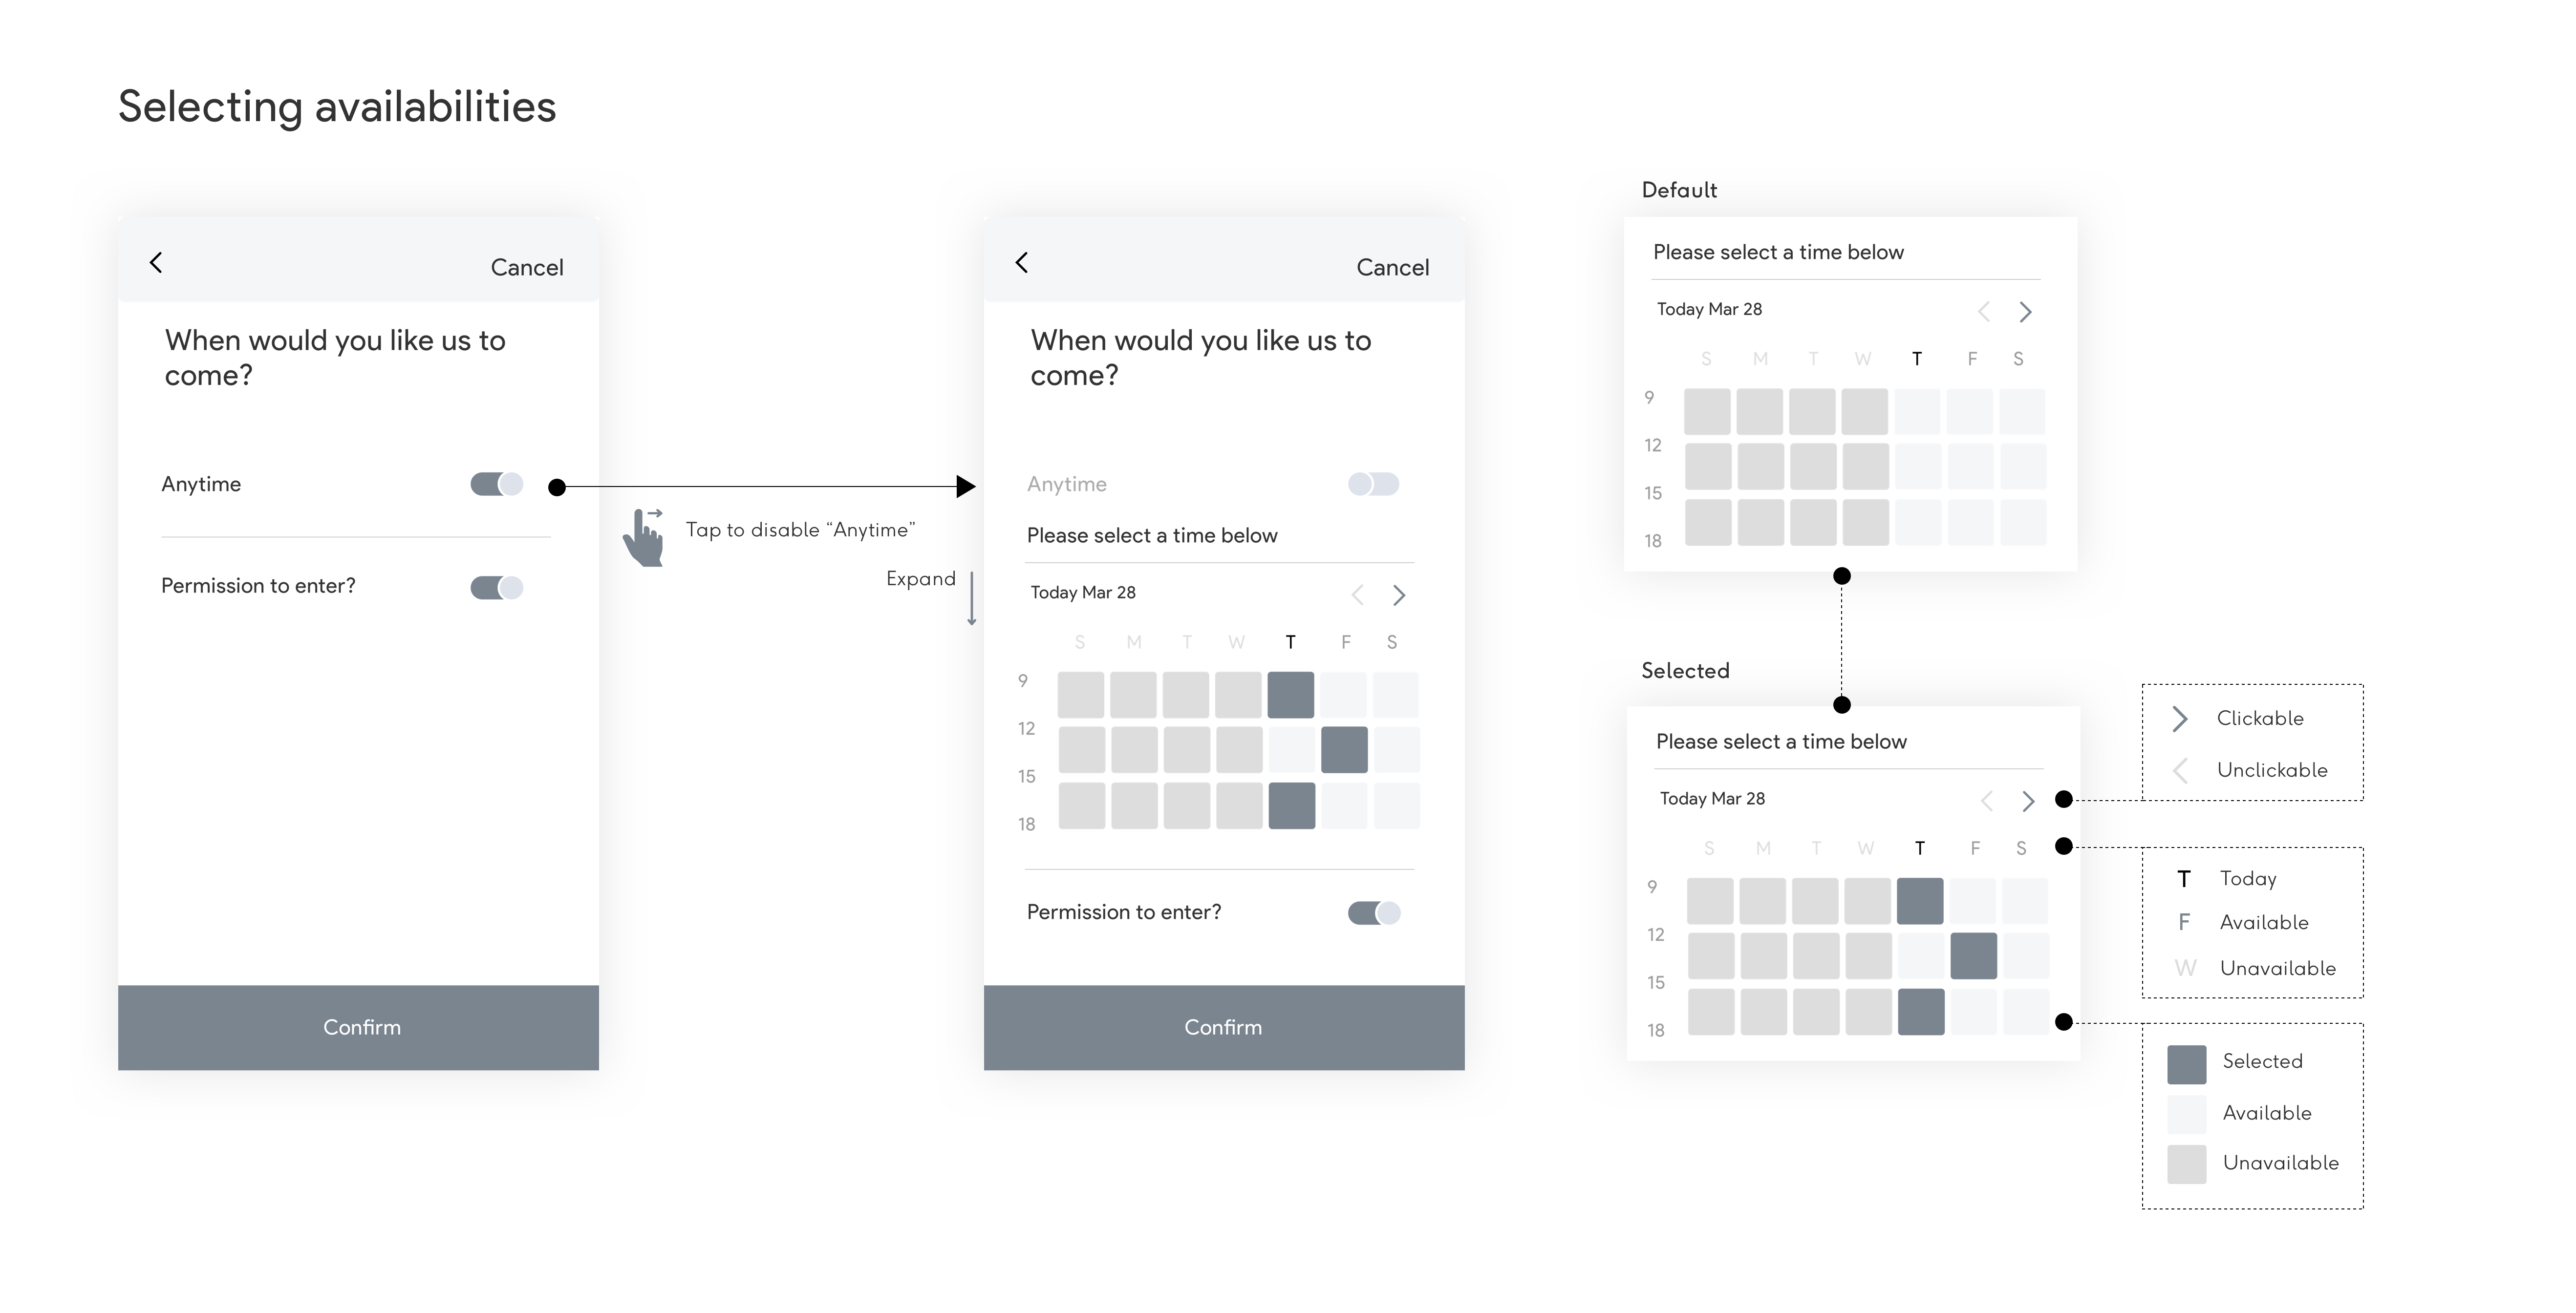 Selecting availabilities
Cancel
When would you like us to
come?
Anytime
Permission to enter?
Confirm
Tap to disable “Anytime”
Expand
Cancel
When would you like us to
come?
Anytime
Please select a time below
Today Mar 28
S M T W T F S
9
12
15
18
Permission to enter?
Confirm
Default
Please select a time below
Today Mar 28
S M T W T F S
9
12
15
18
Selected
Please select a time below
Today Mar 28
S M T W T F S
9
12
15
18
Clickable
Unclickable
T Today
F Available
W Unavailable
Selected
Available
Unavailable